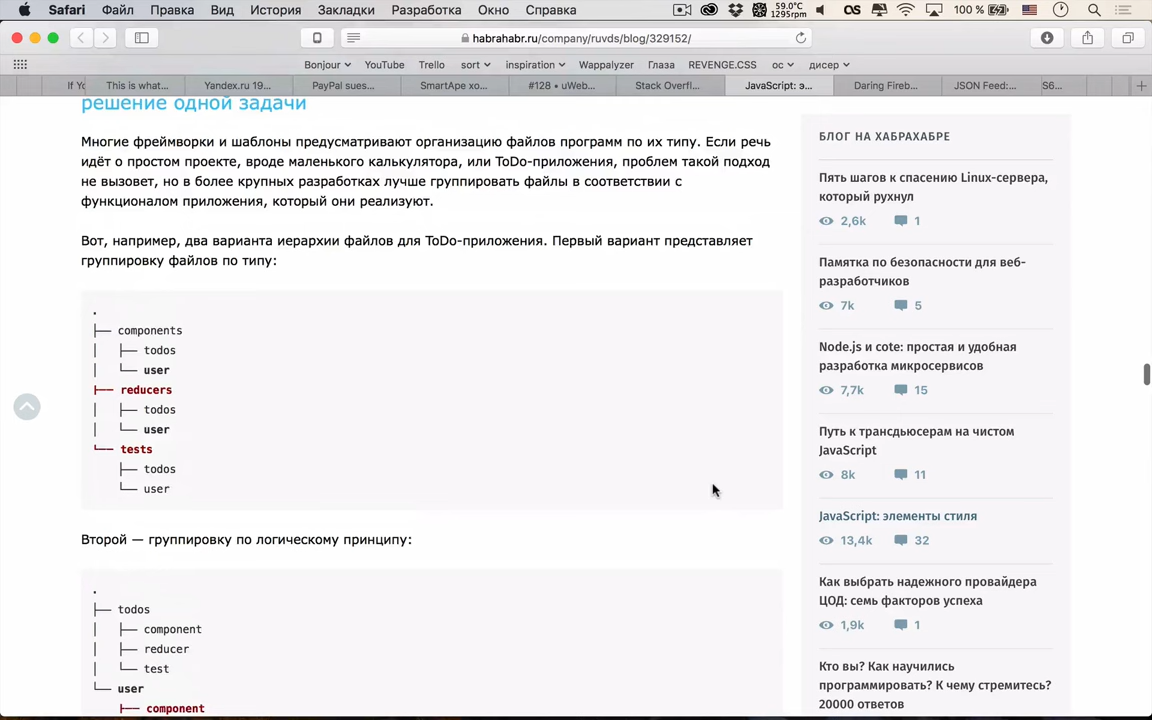 Safari Файл Правка Вид История Закладки Разработка Окно Справка 59.0°C 1295rpm 100 %
habrahabr.ru/company/ruvds/blog/329152/
Bonjour YouTube Trello sort inspiration Wappalyzer Глаза REVENGE.CSS ос дисер
If Yo This is what... Yandex.ru 19... PayPal sues... SmartApe хо... #128 • uWeb... Stack Overfl... JavaScript: э... Daring Fireb... JSON Feed:... S6...
решение одной задачи
Многие фреймворки и шаблоны предусматривают организацию файлов программ по их типу. Если речь
идёт о простом проекте, вроде маленького калькулятора, или ToDo-приложения, проблем такой подход
не вызовет, но в более крупных разработках лучше группировать файлы в соответствии с
функционалом приложения, который они реализуют.
Вот, например, два варианта иерархии файлов для ToDo-приложения. Первый вариант представляет
группировку файлов по типу:
.
├── components
│   ├── todos
│   └── user
├── reducers
│   ├── todos
│   └── user
└── tests
    ├── todos
    └── user
Второй — группировку по логическому принципу:
.
├── todos
│   ├── component
│   ├── reducer
│   └── test
└── user
    ├── component
БЛОГ НА ХАБРАХАБРЕ
Пять шагов к спасению Linux-сервера,
который рухнул
2,6k 1
Памятка по безопасности для веб-
разработчиков
7k 5
Node.js и cote: простая и удобная
разработка микросервисов
7,7k 15
Путь к трансдьюсерам на чистом
JavaScript
8k 11
JavaScript: элементы стиля
13,4k 32
Как выбрать надежного провайдера
ЦОД: семь факторов успеха
1,9k 1
Кто вы? Как научились
программировать? К чему стремитесь?
20000 ответов